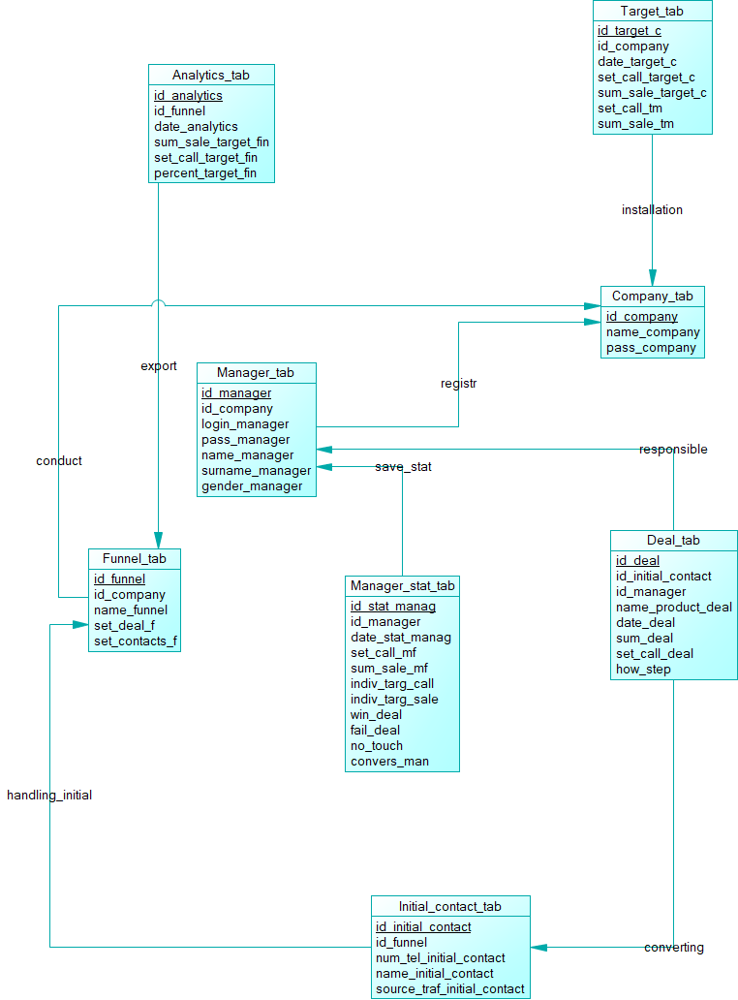 Target_tab
id_target_c
id_company
date_target_c
set_call_target_c
sum_sale_target_c
set_call_tm
sum_sale_tm
Analytics_tab
id_analytics
id_funnel
date_analytics
sum_sale_target_fin
set_call_target_fin
percent_target_fin
installation
Company_tab
id_company
name_company
pass_company
export
Manager_tab
id_manager
id_company
login_manager
pass_manager
name_manager
surname_manager
gender_manager
registr
conduct
responsible
save_stat
Funnel_tab
id_funnel
id_company
name_funnel
set_deal_f
set_contacts_f
Manager_stat_tab
id_stat_manag
id_manager
date_stat_manag
set_call_mf
sum_sale_mf
indiv_targ_call
indiv_targ_sale
win_deal
fail_deal
no_touch
convers_man
Deal_tab
id_deal
id_initial_contact
id_manager
name_product_deal
date_deal
sum_deal
set_call_deal
how_step
handling_initial
Initial_contact_tab
id_initial_contact
id_funnel
num_tel_initial_contact
name_initial_contact
source_traf_initial_contact
converting